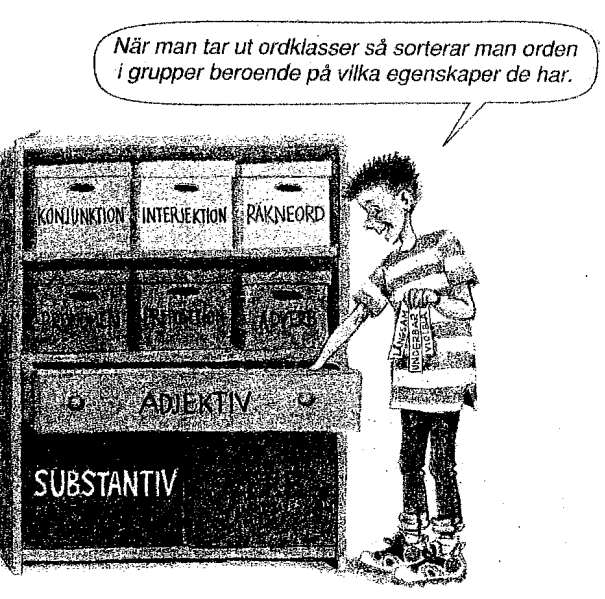 När man tar ut ordklasser så sorterar man orden
i grupper beroende på vilka egenskaper de har.
KONJUNKTION INTERJEKTION RÄKNEORD
PRONOMEN PREPOSITION ADVERB
LÅNGSAM
UNDERBAR
ADJEKTIV
SUBSTANTIV